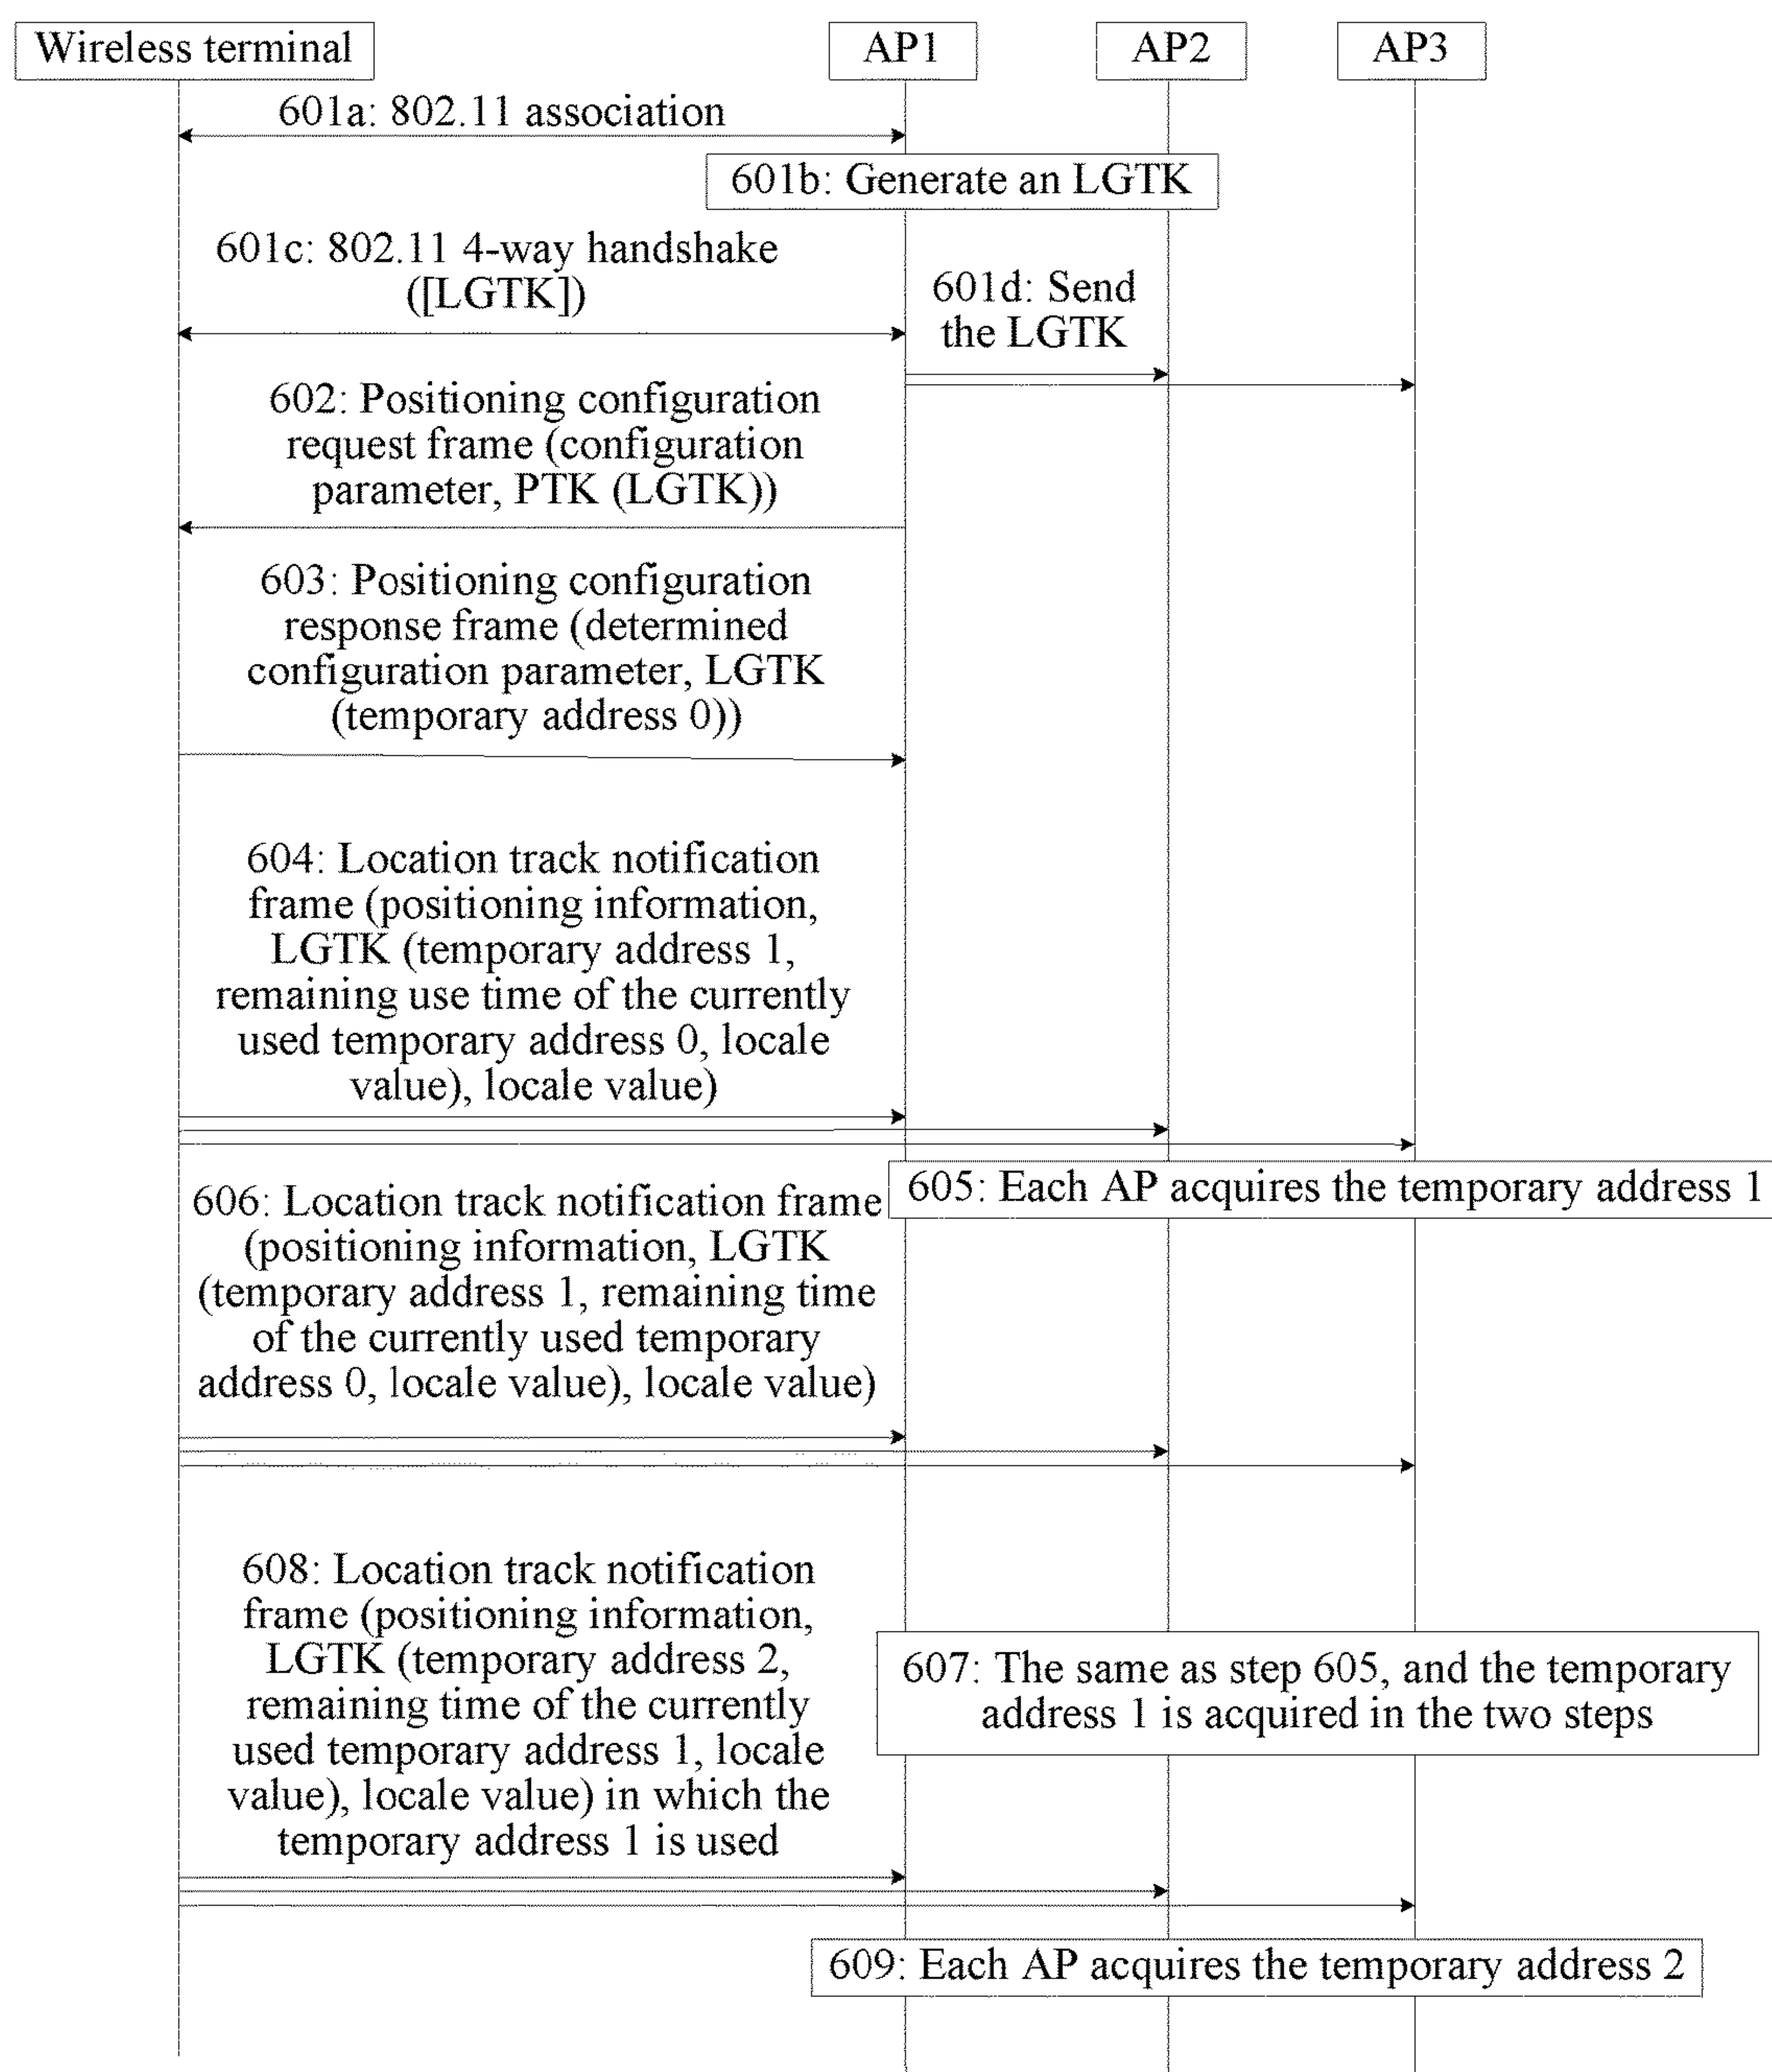 Wireless terminal
AP1
AP2
AP3
601a: 802.11 association
601b: Generate an LGTK
601c: 802.11 4-way handshake
([LGTK])
601d: Send
the LGTK
602: Positioning configuration
request frame (configuration
parameter, PTK (LGTK))
603: Positioning configuration
response frame (determined
configuration parameter, LGTK
(temporary address 0))
604: Location track notification
frame (positioning information,
LGTK (temporary address 1,
remaining use time of the currently
used temporary address 0, locale
value), locale value)
605: Each AP acquires the temporary address 1
606: Location track notification frame
(positioning information, LGTK
(temporary address 1, remaining time
of the currently used temporary
address 0, locale value), locale value)
607: The same as step 605, and the temporary
address 1 is acquired in the two steps
608: Location track notification
frame (positioning information,
LGTK (temporary address 2,
remaining time of the currently
used temporary address 1, locale
value), locale value) in which the
temporary address 1 is used
609: Each AP acquires the temporary address 2